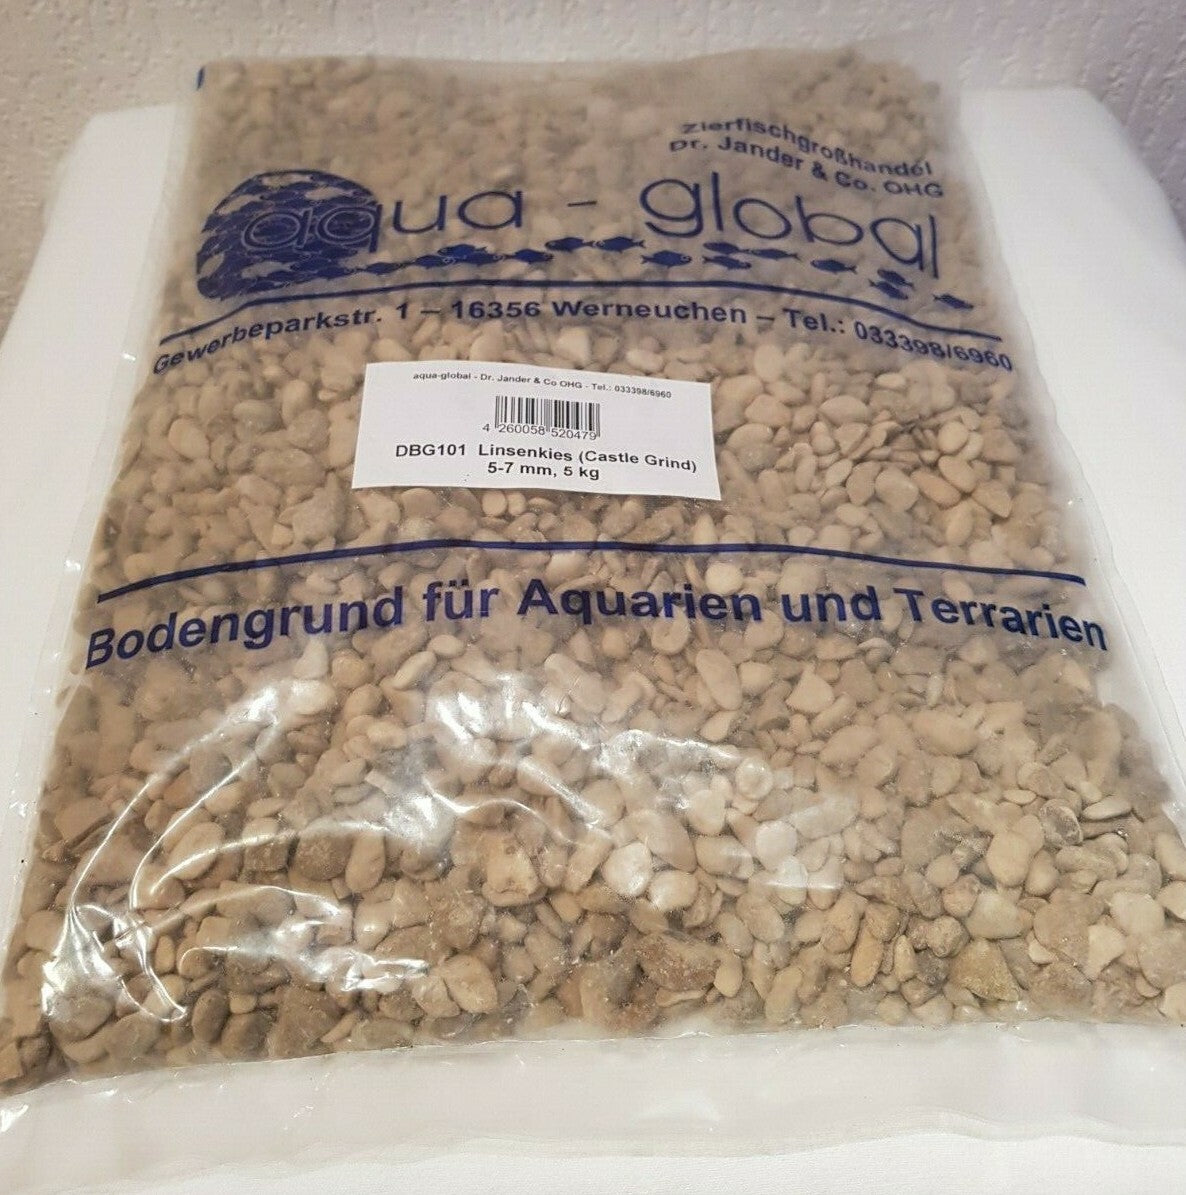 Zierfischgroßhandel
Dr. Jander & Co. OHG
aqua - global
Gewerbeparkstr. 1 – 16356 Werneuchen – Tel.: 033398/6960
aqua-global - Dr. Jander & Co OHG - Tel.: 033398/6960
4 260058 520479
DBG101 Linsenkies (Castle Grind)
5-7 mm, 5 kg
Bodengrund für Aquarien und Terrarien